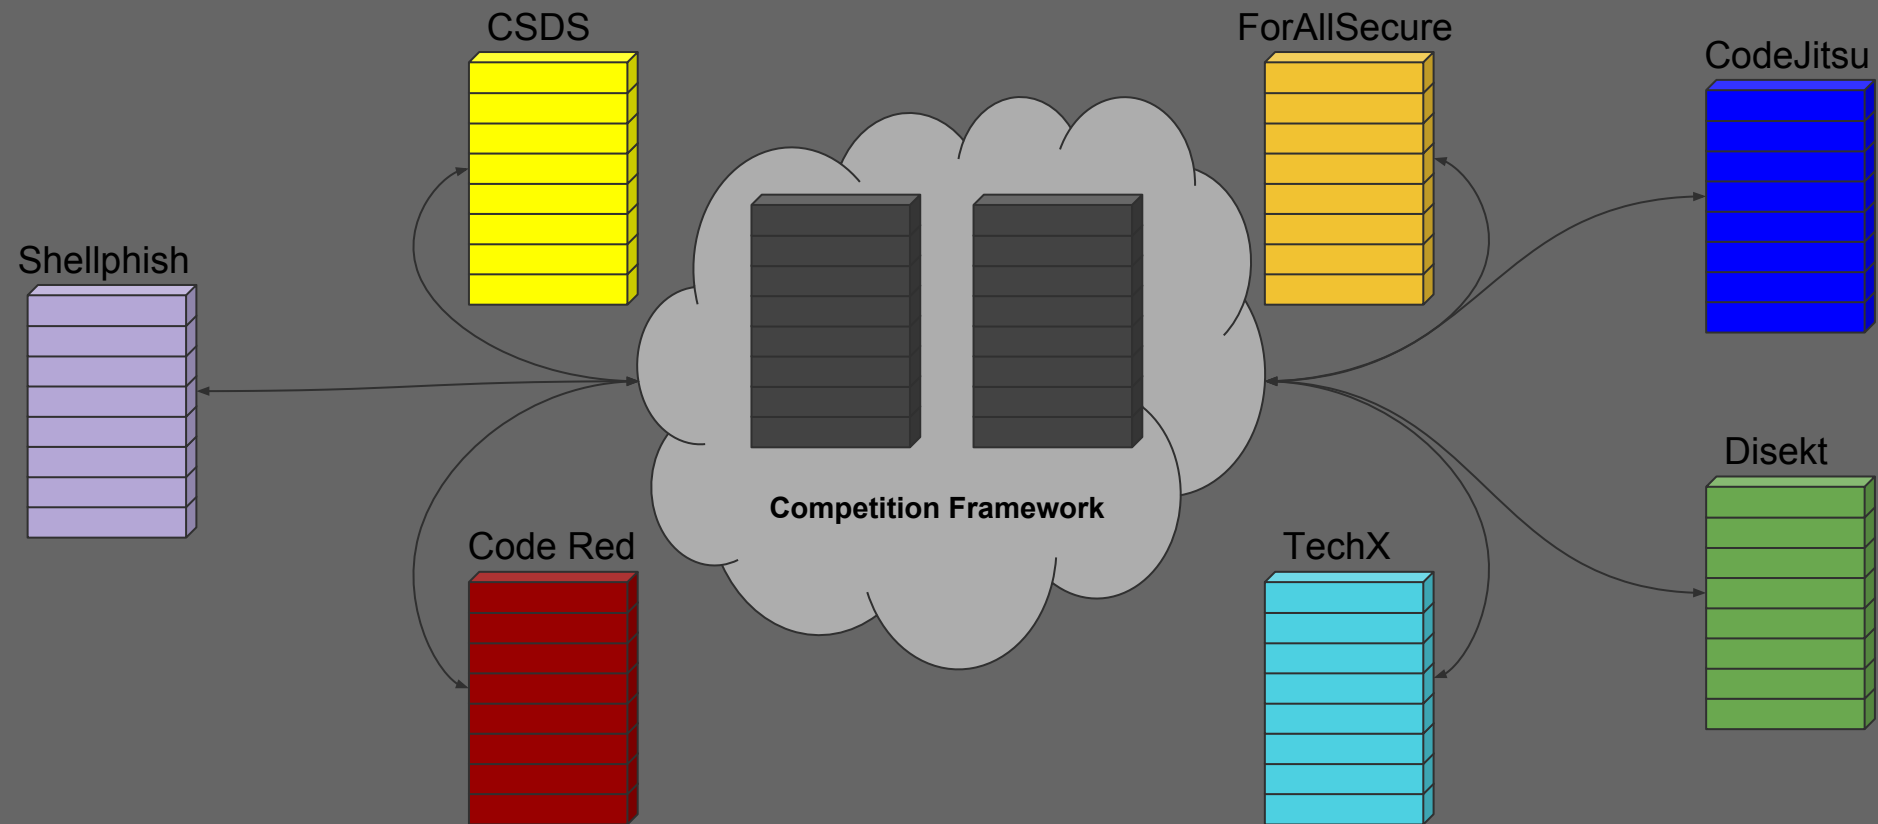 CSDS
ForAllSecure
CodeJitsu
Shellphish
Disekt
Competition Framework
Code Red
TechX